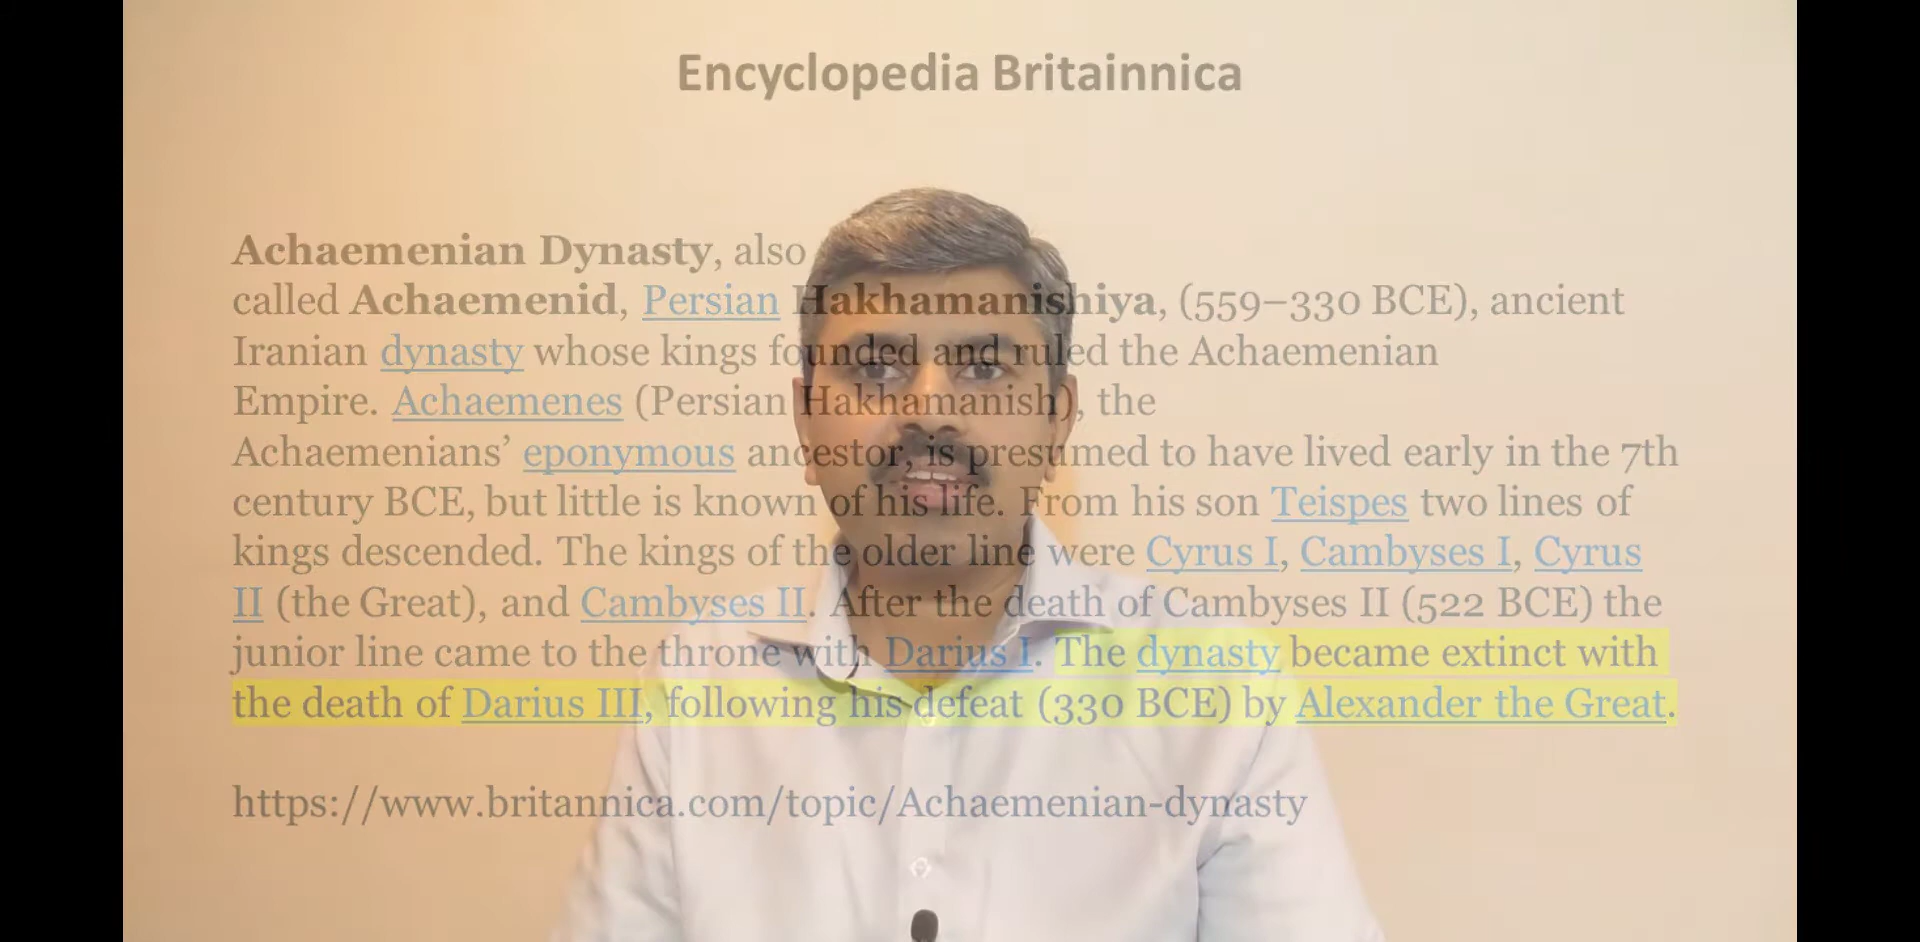 Encyclopedia Britainnica
Achaemenian Dynasty, also
called Achaemenid, Persian Hakhamanishiya, (559–330 BCE), ancient
Iranian dynasty whose kings founded and ruled the Achaemenian
Empire. Achaemenes (Persian Hakhamanish), the
Achaemenians’ eponymous ancestor, is presumed to have lived early in the 7th
century BCE, but little is known of his life. From his son Teispes two lines of
kings descended. The kings of the older line were Cyrus I, Cambyses I, Cyrus
II (the Great), and Cambyses II. After the death of Cambyses II (522 BCE) the
junior line came to the throne with Darius I. The dynasty became extinct with
the death of Darius III, following his defeat (330 BCE) by Alexander the Great.
https://www.britannica.com/topic/Achaemenian-dynasty